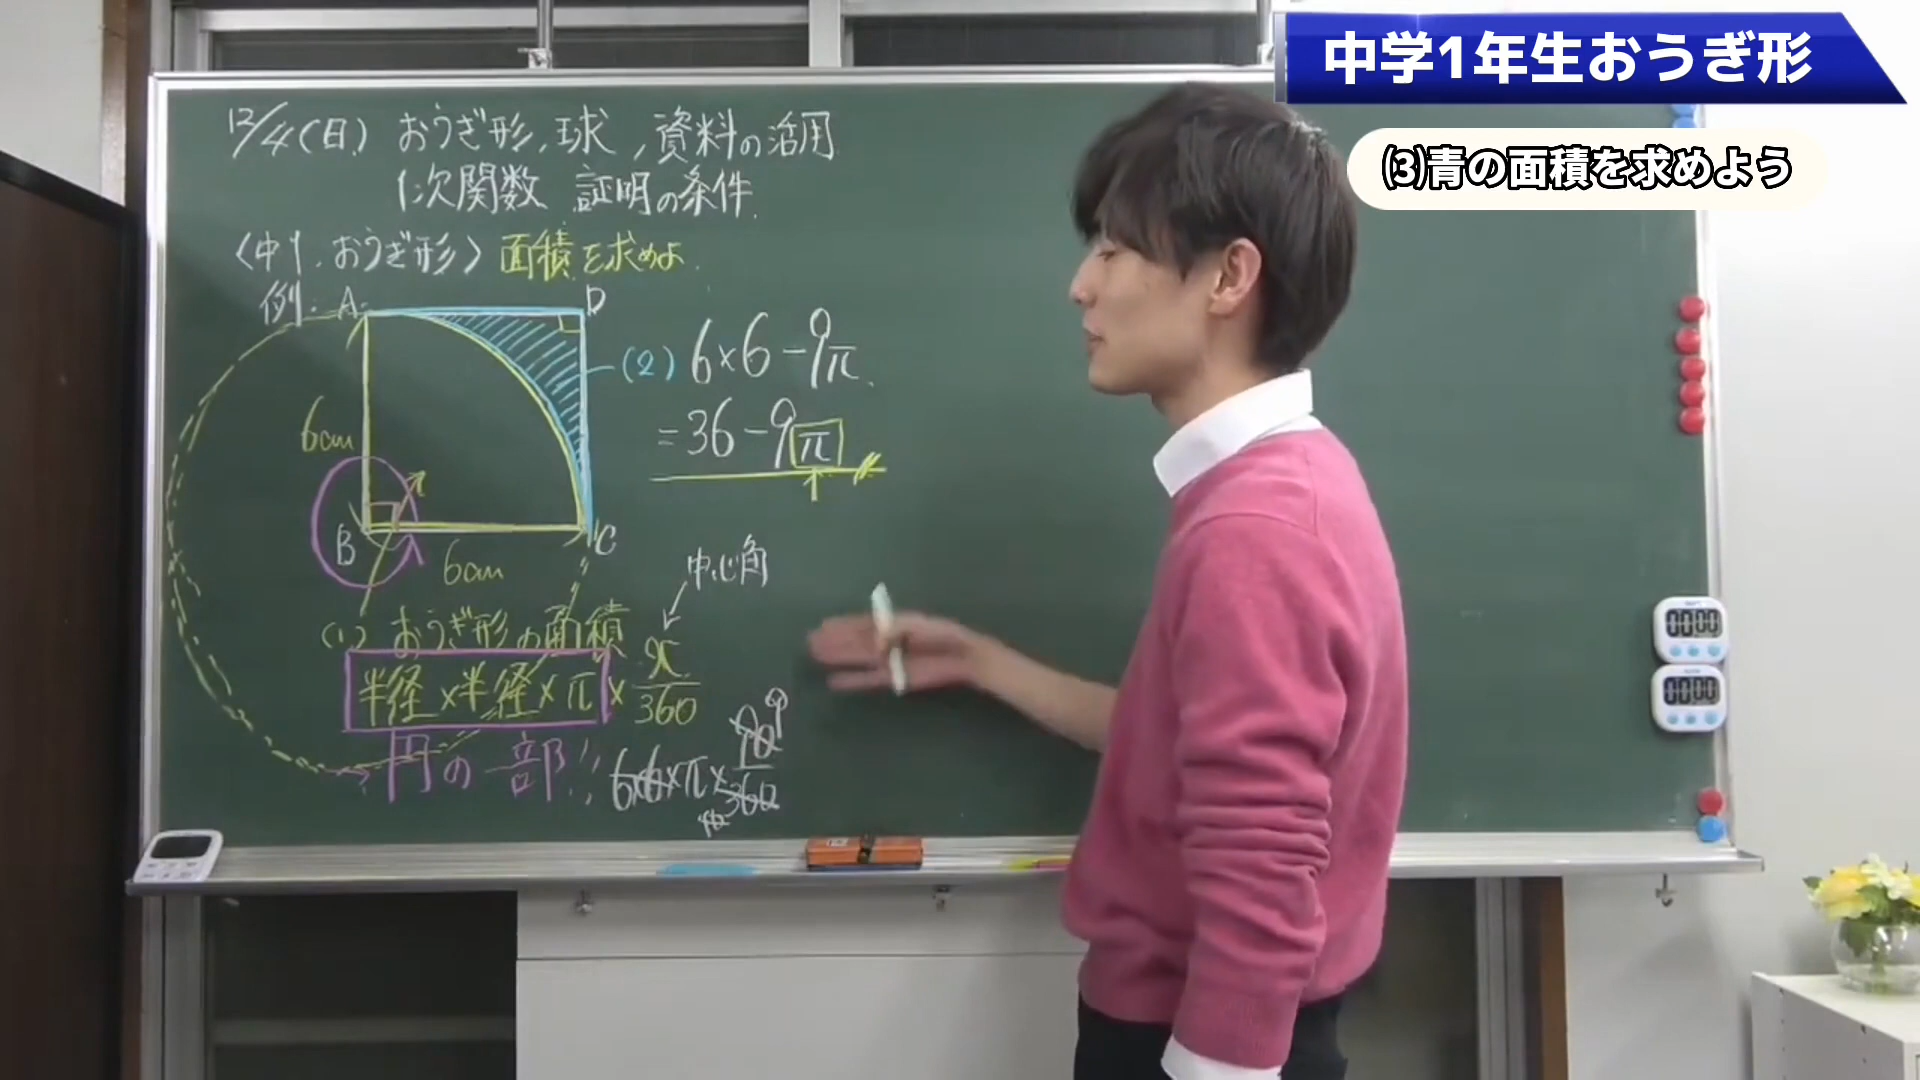 中学1年生おうぎ形
⑶青の面積を求めよう
12/4(日) おうぎ形,球,資料の活用
1次関数 証明の条件
〈中1.おうぎ形〉面積を求めよ.
例. A
D
(2) 6×6-9π
=36-9π
6cm
B
C
6cm
中心角
(1) おうぎ形の面積
半径×半径×π×x/360
円の一部!!
6×6×π×90/360
00:00
00:00